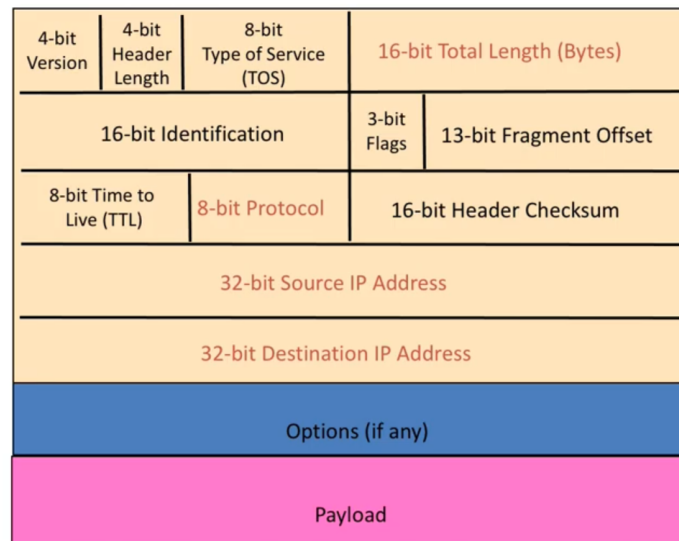 4-bit
Version
4-bit
Header
Length
8-bit
Type of Service
(TOS)
16-bit Total Length (Bytes)
16-bit Identification
3-bit
Flags
13-bit Fragment Offset
8-bit Time to
Live (TTL)
8-bit Protocol
16-bit Header Checksum
32-bit Source IP Address
32-bit Destination IP Address
Options (if any)
Payload